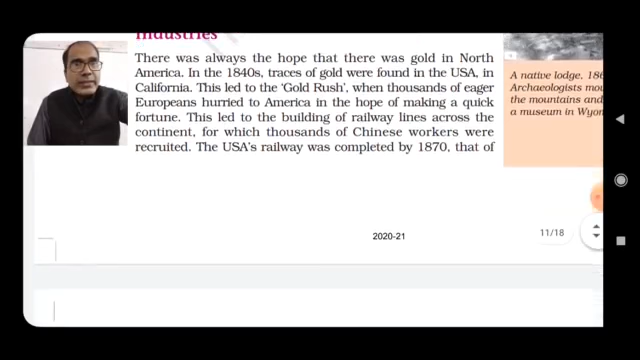 Industries
There was always the hope that there was gold in North
America. In the 1840s, traces of gold were found in the USA, in
California. This led to the ‘Gold Rush’, when thousands of eager
Europeans hurried to America in the hope of making a quick
fortune. This led to the building of railway lines across the
continent, for which thousands of Chinese workers were
recruited. The USA’s railway was completed by 1870, that of
A native lodge, 186
Archaeologists mo
the mountains and
a museum in Wyom
2020-21
11/18